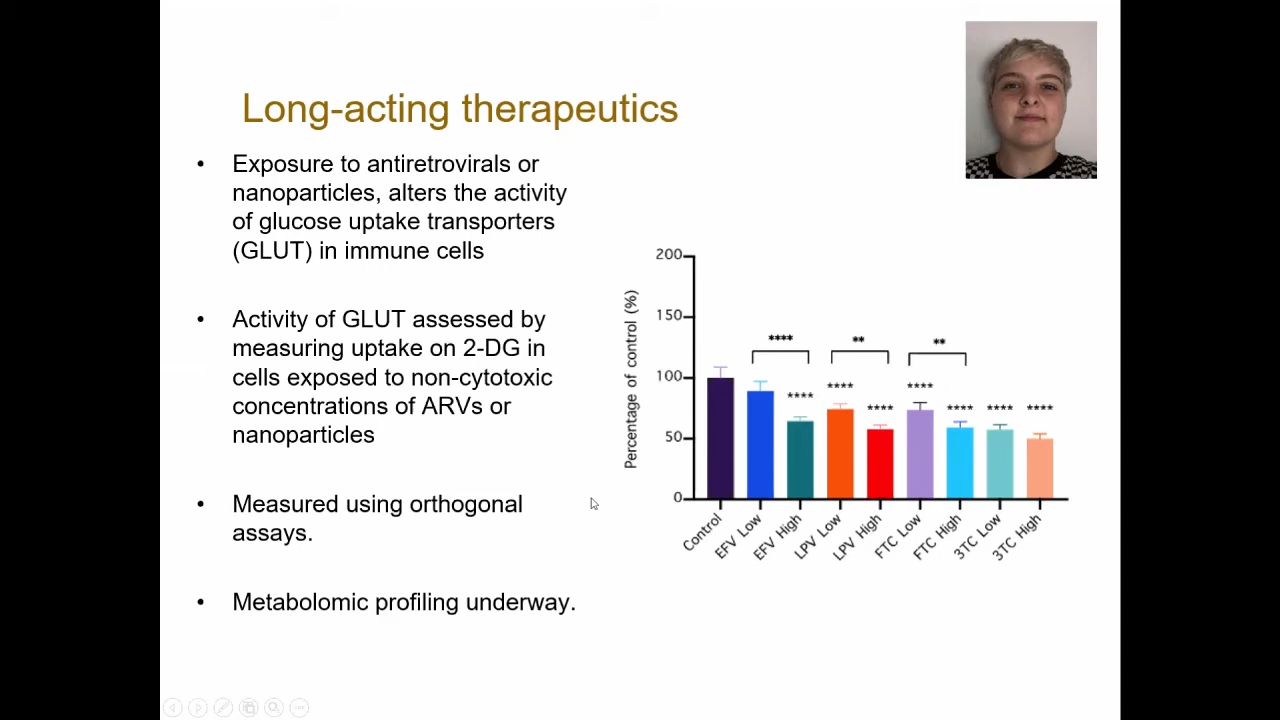 Long-acting therapeutics
• Exposure to antiretrovirals or
nanoparticles, alters the activity
of glucose uptake transporters
(GLUT) in immune cells
• Activity of GLUT assessed by
measuring uptake on 2-DG in
cells exposed to non-cytotoxic
concentrations of ARVs or
nanoparticles
• Measured using orthogonal
assays.
• Metabolomic profiling underway.
Percentage of control (%)
200
150
100
50
0
**** ** **
**** **** **** **** **** **** ****
Control
EFV Low
EFV High
LPV Low
LPV High
FTC Low
FTC High
3TC Low
3TC High